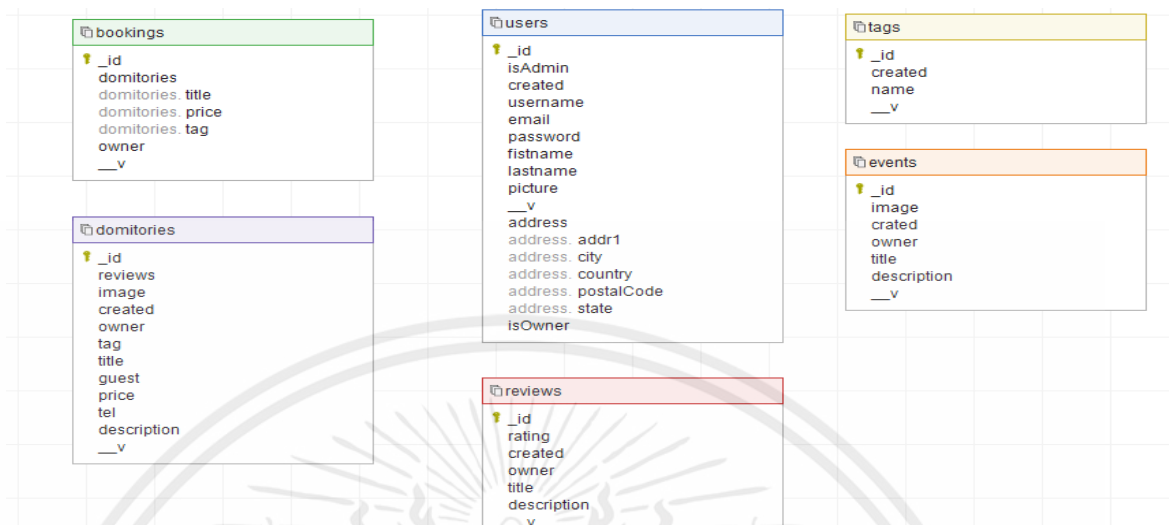 bookings
_id
domitories
domitories. title
domitories. price
domitories. tag
owner
__v
domitories
_id
reviews
image
created
owner
tag
title
guest
price
tel
description
__v
users
_id
isAdmin
created
username
email
password
fistname
lastname
picture
__v
address
address. addr1
address. city
address. country
address. postalCode
address. state
isOwner
reviews
_id
rating
created
owner
title
description
__v
tags
_id
created
name
__v
events
_id
image
crated
owner
title
description
__v